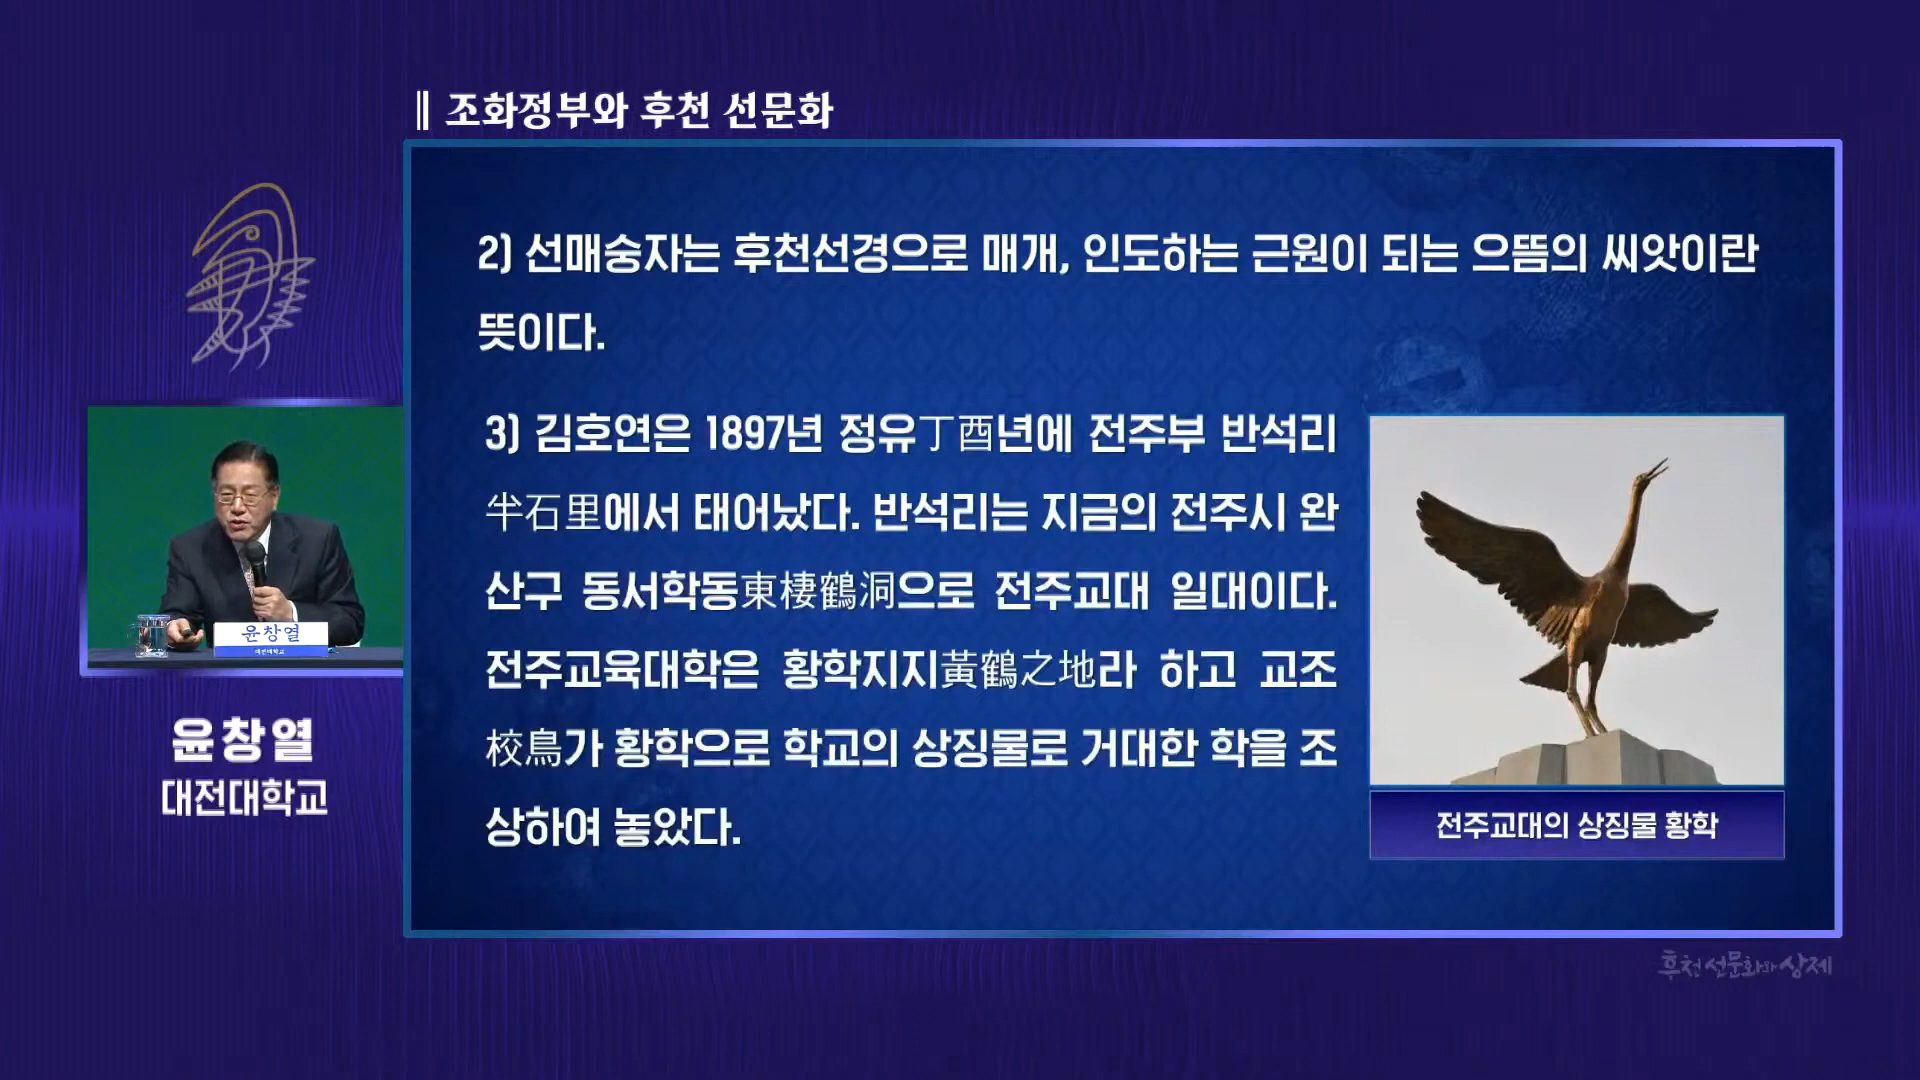 조화정부와 후천 선문화
2) 선매숭자는 후천선경으로 매개, 인도하는 근원이 되는 으뜸의 씨앗이란
뜻이다.
3) 김호연은 1897년 정유丁酉년에 전주부 반석리
半石里에서 태어났다. 반석리는 지금의 전주시 완
산구 동서학동東棲鶴洞으로 전주교대 일대이다.
전주교육대학은 황학지지黃鶴之地라 하고 교조
校鳥가 황학으로 학교의 상징물로 거대한 학을 조
상하여 놓았다.
전주교대의 상징물 황학
윤창열
대전대학교
윤창열
대전대학교
후천 선문화와 상제